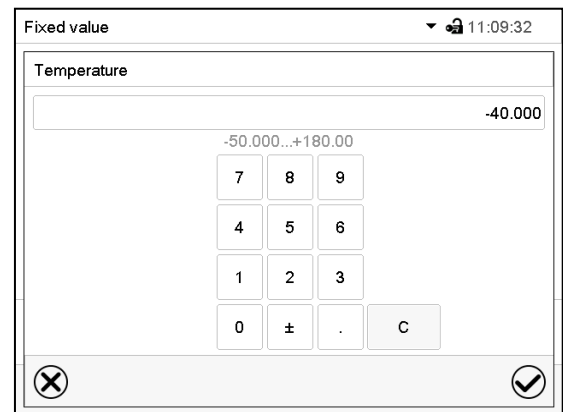 Fixed value 11:09:32
Temperature
-40.000
-50.000...+180.00
7 8 9
4 5 6
1 2 3
0 ± . C